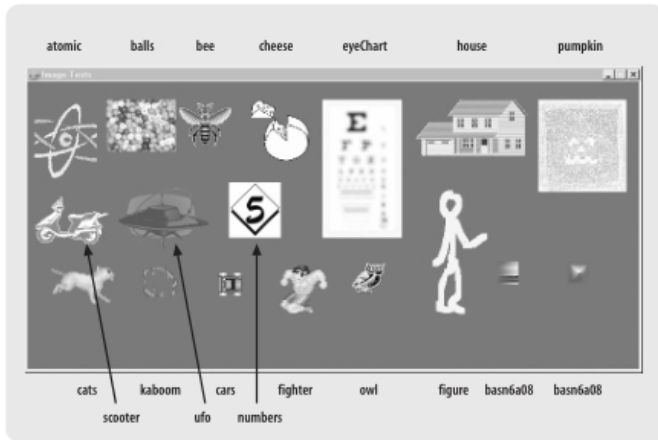 atomic balls bee cheese eyeChart house pumpkin
Image Tests
E
F P
T O Z
5
cats kaboom cars fighter owl figure basn6a08 basn6a08
scooter ufo numbers